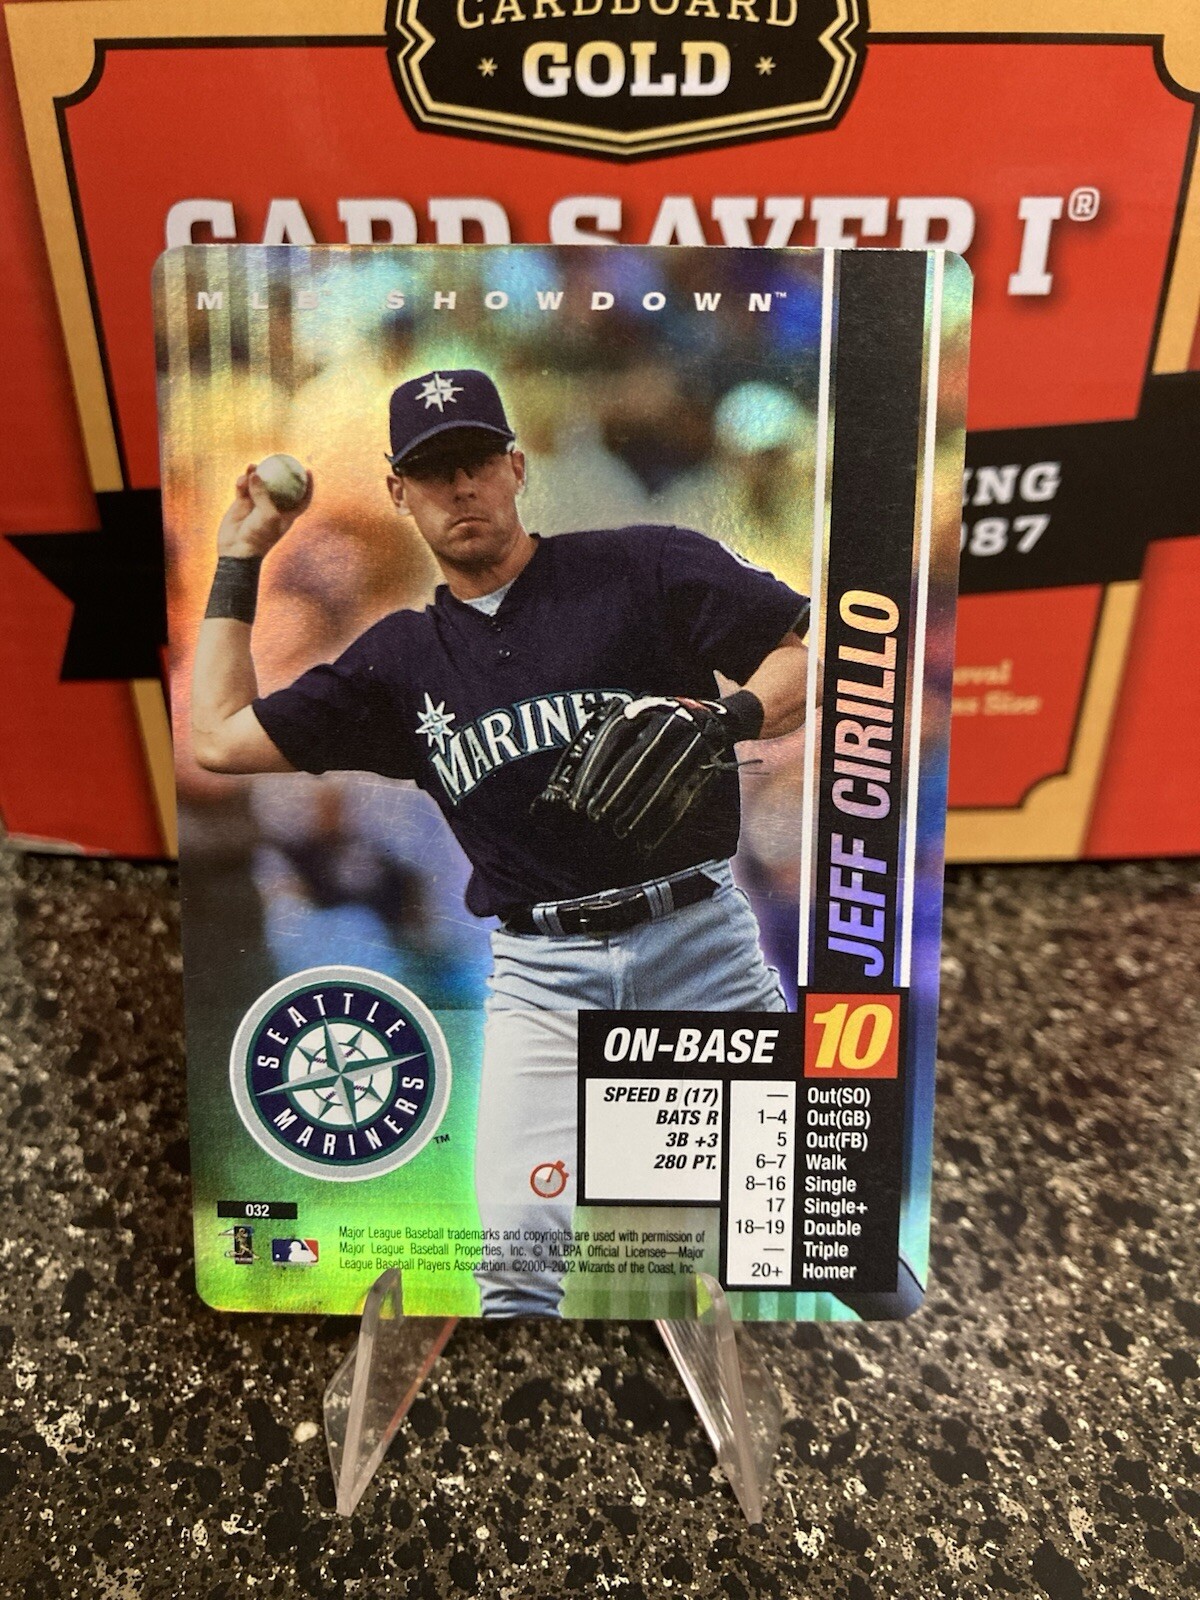 CARDBOARD
* GOLD *
CARD SAVER I®
MLB SHOWDOWN™
ING
987
JEFF CIRILLO
MARINERS
SEATTLE
MARINERS
™
ON-BASE 10
SPEED B (17)
BATS R
3B +3
280 PT.
— Out(SO)
1–4 Out(GB)
5 Out(FB)
6–7 Walk
8–16 Single
17 Single+
18–19 Double
— Triple
20+ Homer
032
Major League Baseball trademarks and copyrights are used with permission of
Major League Baseball Properties, Inc. © MLBPA Official Licensee—Major
League Baseball Players Association. ©2000–2002 Wizards of the Coast, Inc.